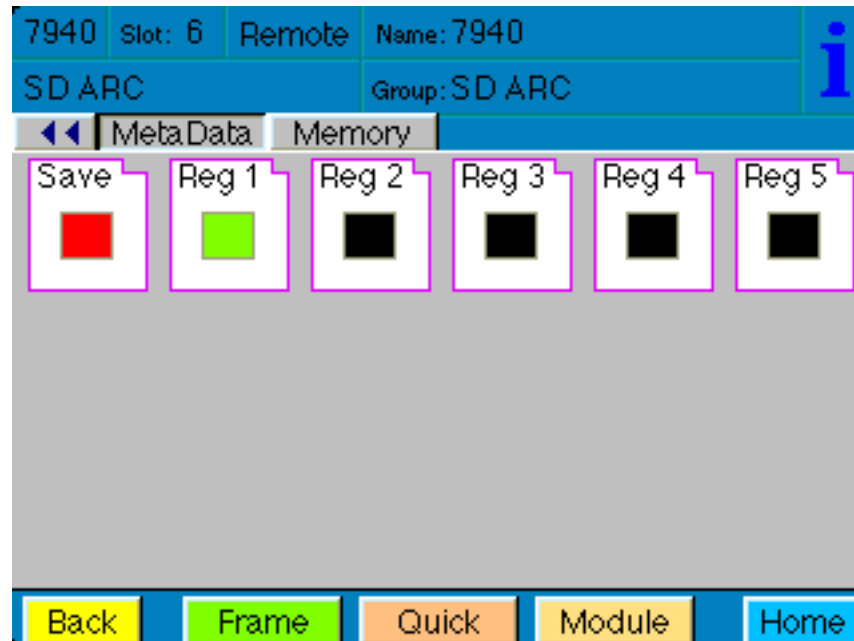 7940 Slot: 6 Remote Name: 7940
SD ARC Group: SD ARC
MetaData Memory
Save Reg 1 Reg 2 Reg 3 Reg 4 Reg 5
Back Frame Quick Module Home